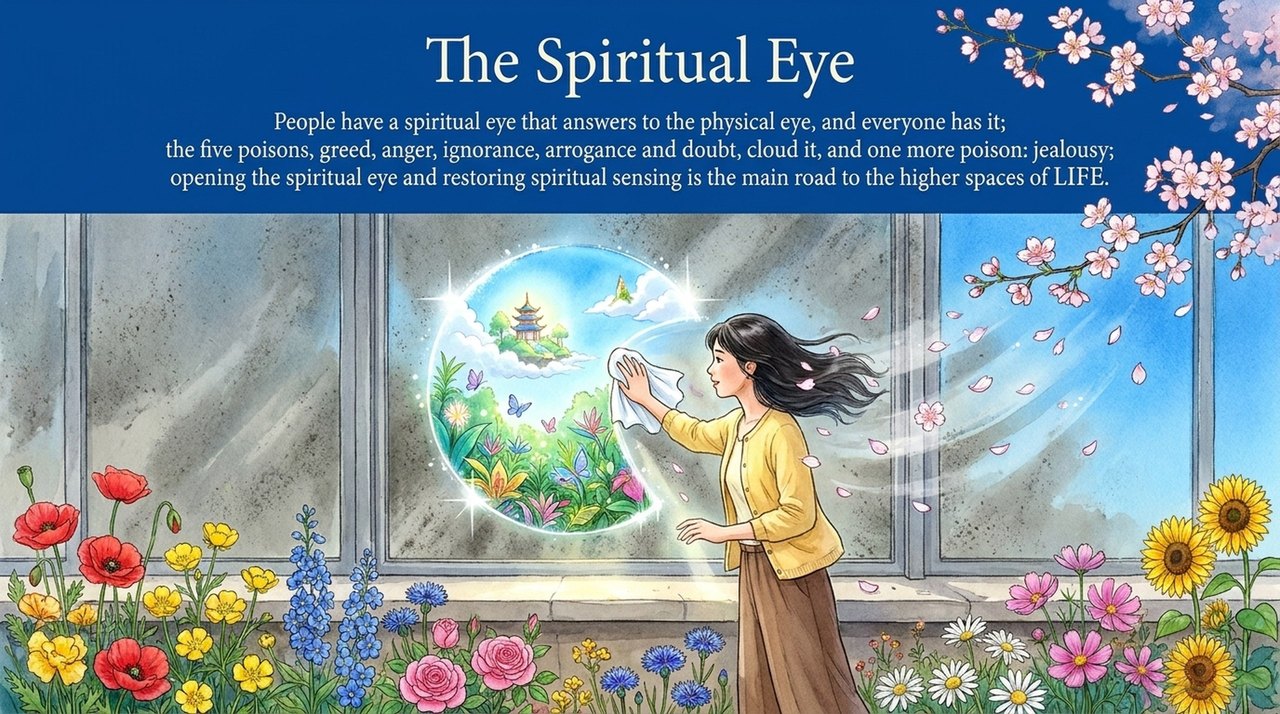 The Spiritual Eye
People have a spiritual eye that answers to the physical eye, and everyone has it;
the five poisons, greed, anger, ignorance, arrogance and doubt, cloud it, and one more poison: jealousy;
opening the spiritual eye and restoring spiritual sensing is the main road to the higher spaces of LIFE.